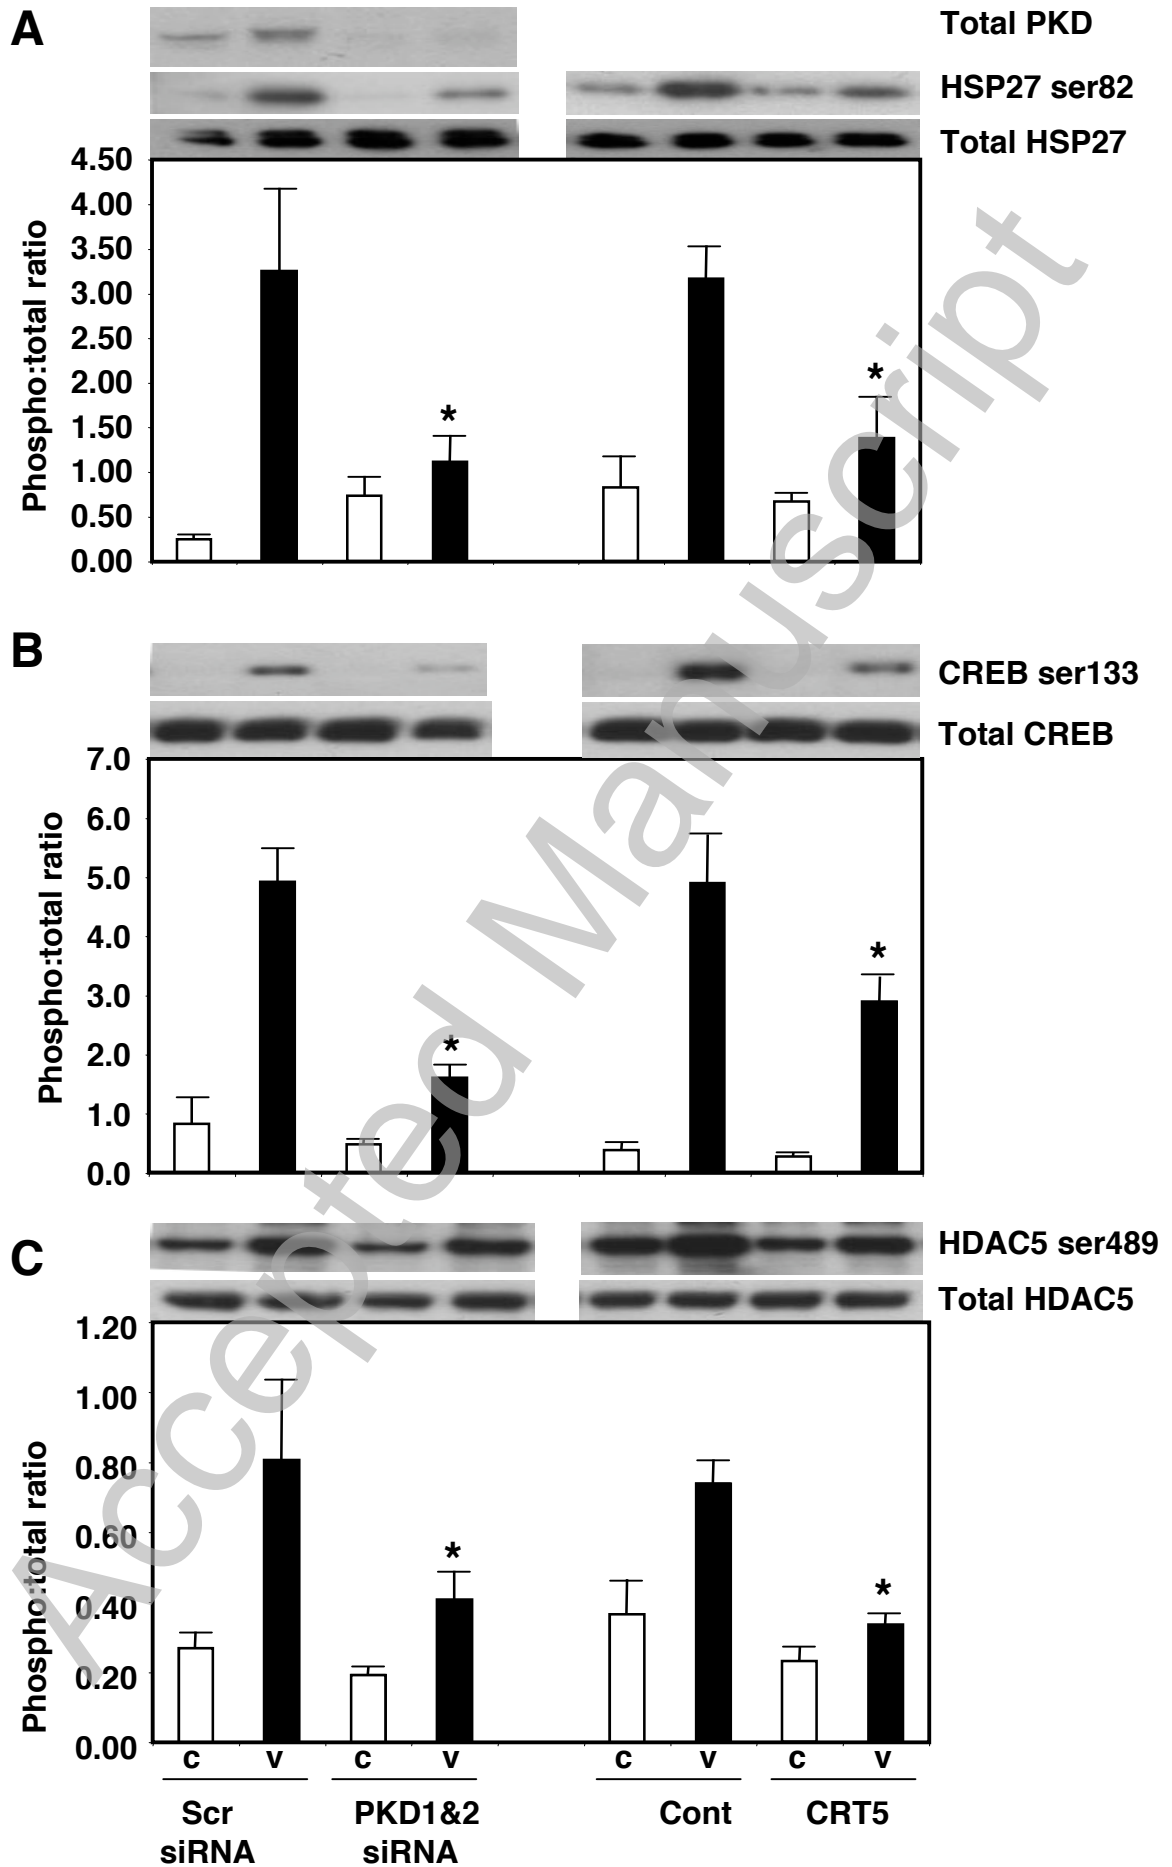 A
Total PKD
HSP27 ser82
Total HSP27
4.50
4.00
3.50
3.00
2.50
2.00
1.50
1.00
0.50
0.00
Phospho:total ratio
*
*
B
CREB ser133
Total CREB
7.0
6.0
5.0
4.0
3.0
2.0
1.0
0.0
Phospho:total ratio
*
*
C
HDAC5 ser489
Total HDAC5
1.20
1.00
0.80
0.60
0.40
0.20
0.00
Phospho:total ratio
*
*
c v c v c v c v
Scr PKD1&2 Cont CRT5
siRNA siRNA
Accepted Manuscript